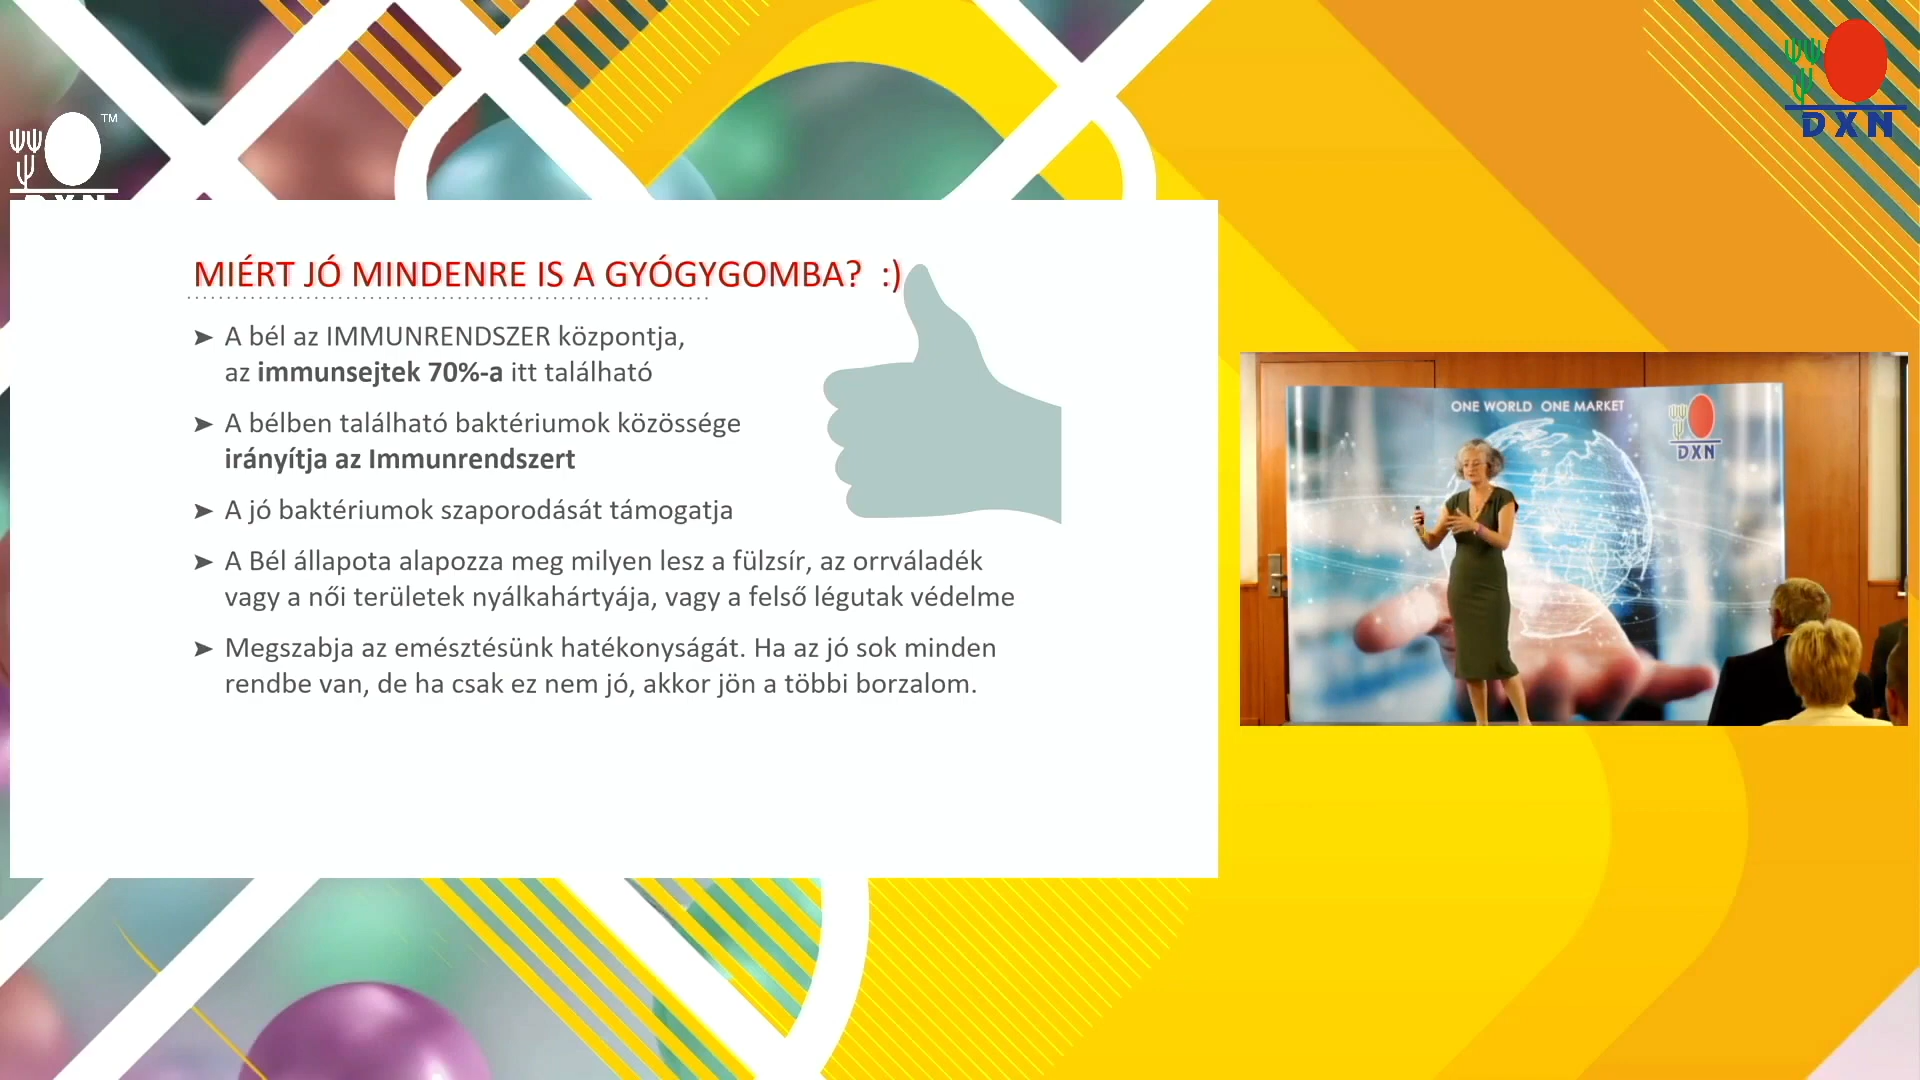 TM
DXN
DXN
MIÉRT JÓ MINDENRE IS A GYÓGYGOMBA? :)
➤ A bél az IMMUNRENDSZER központja,
az immunsejtek 70%-a itt található
➤ A bélben található baktériumok közössége
irányítja az Immunrendszert
➤ A jó baktériumok szaporodását támogatja
➤ A Bél állapota alapozza meg milyen lesz a fülzsír, az orrváladék
vagy a női területek nyálkahártyája, vagy a felső légutak védelme
➤ Megszabja az emésztésünk hatékonyságát. Ha az jó sok minden
rendbe van, de ha csak ez nem jó, akkor jön a többi borzalom.
ONE WORLD ONE MARKET
DXN